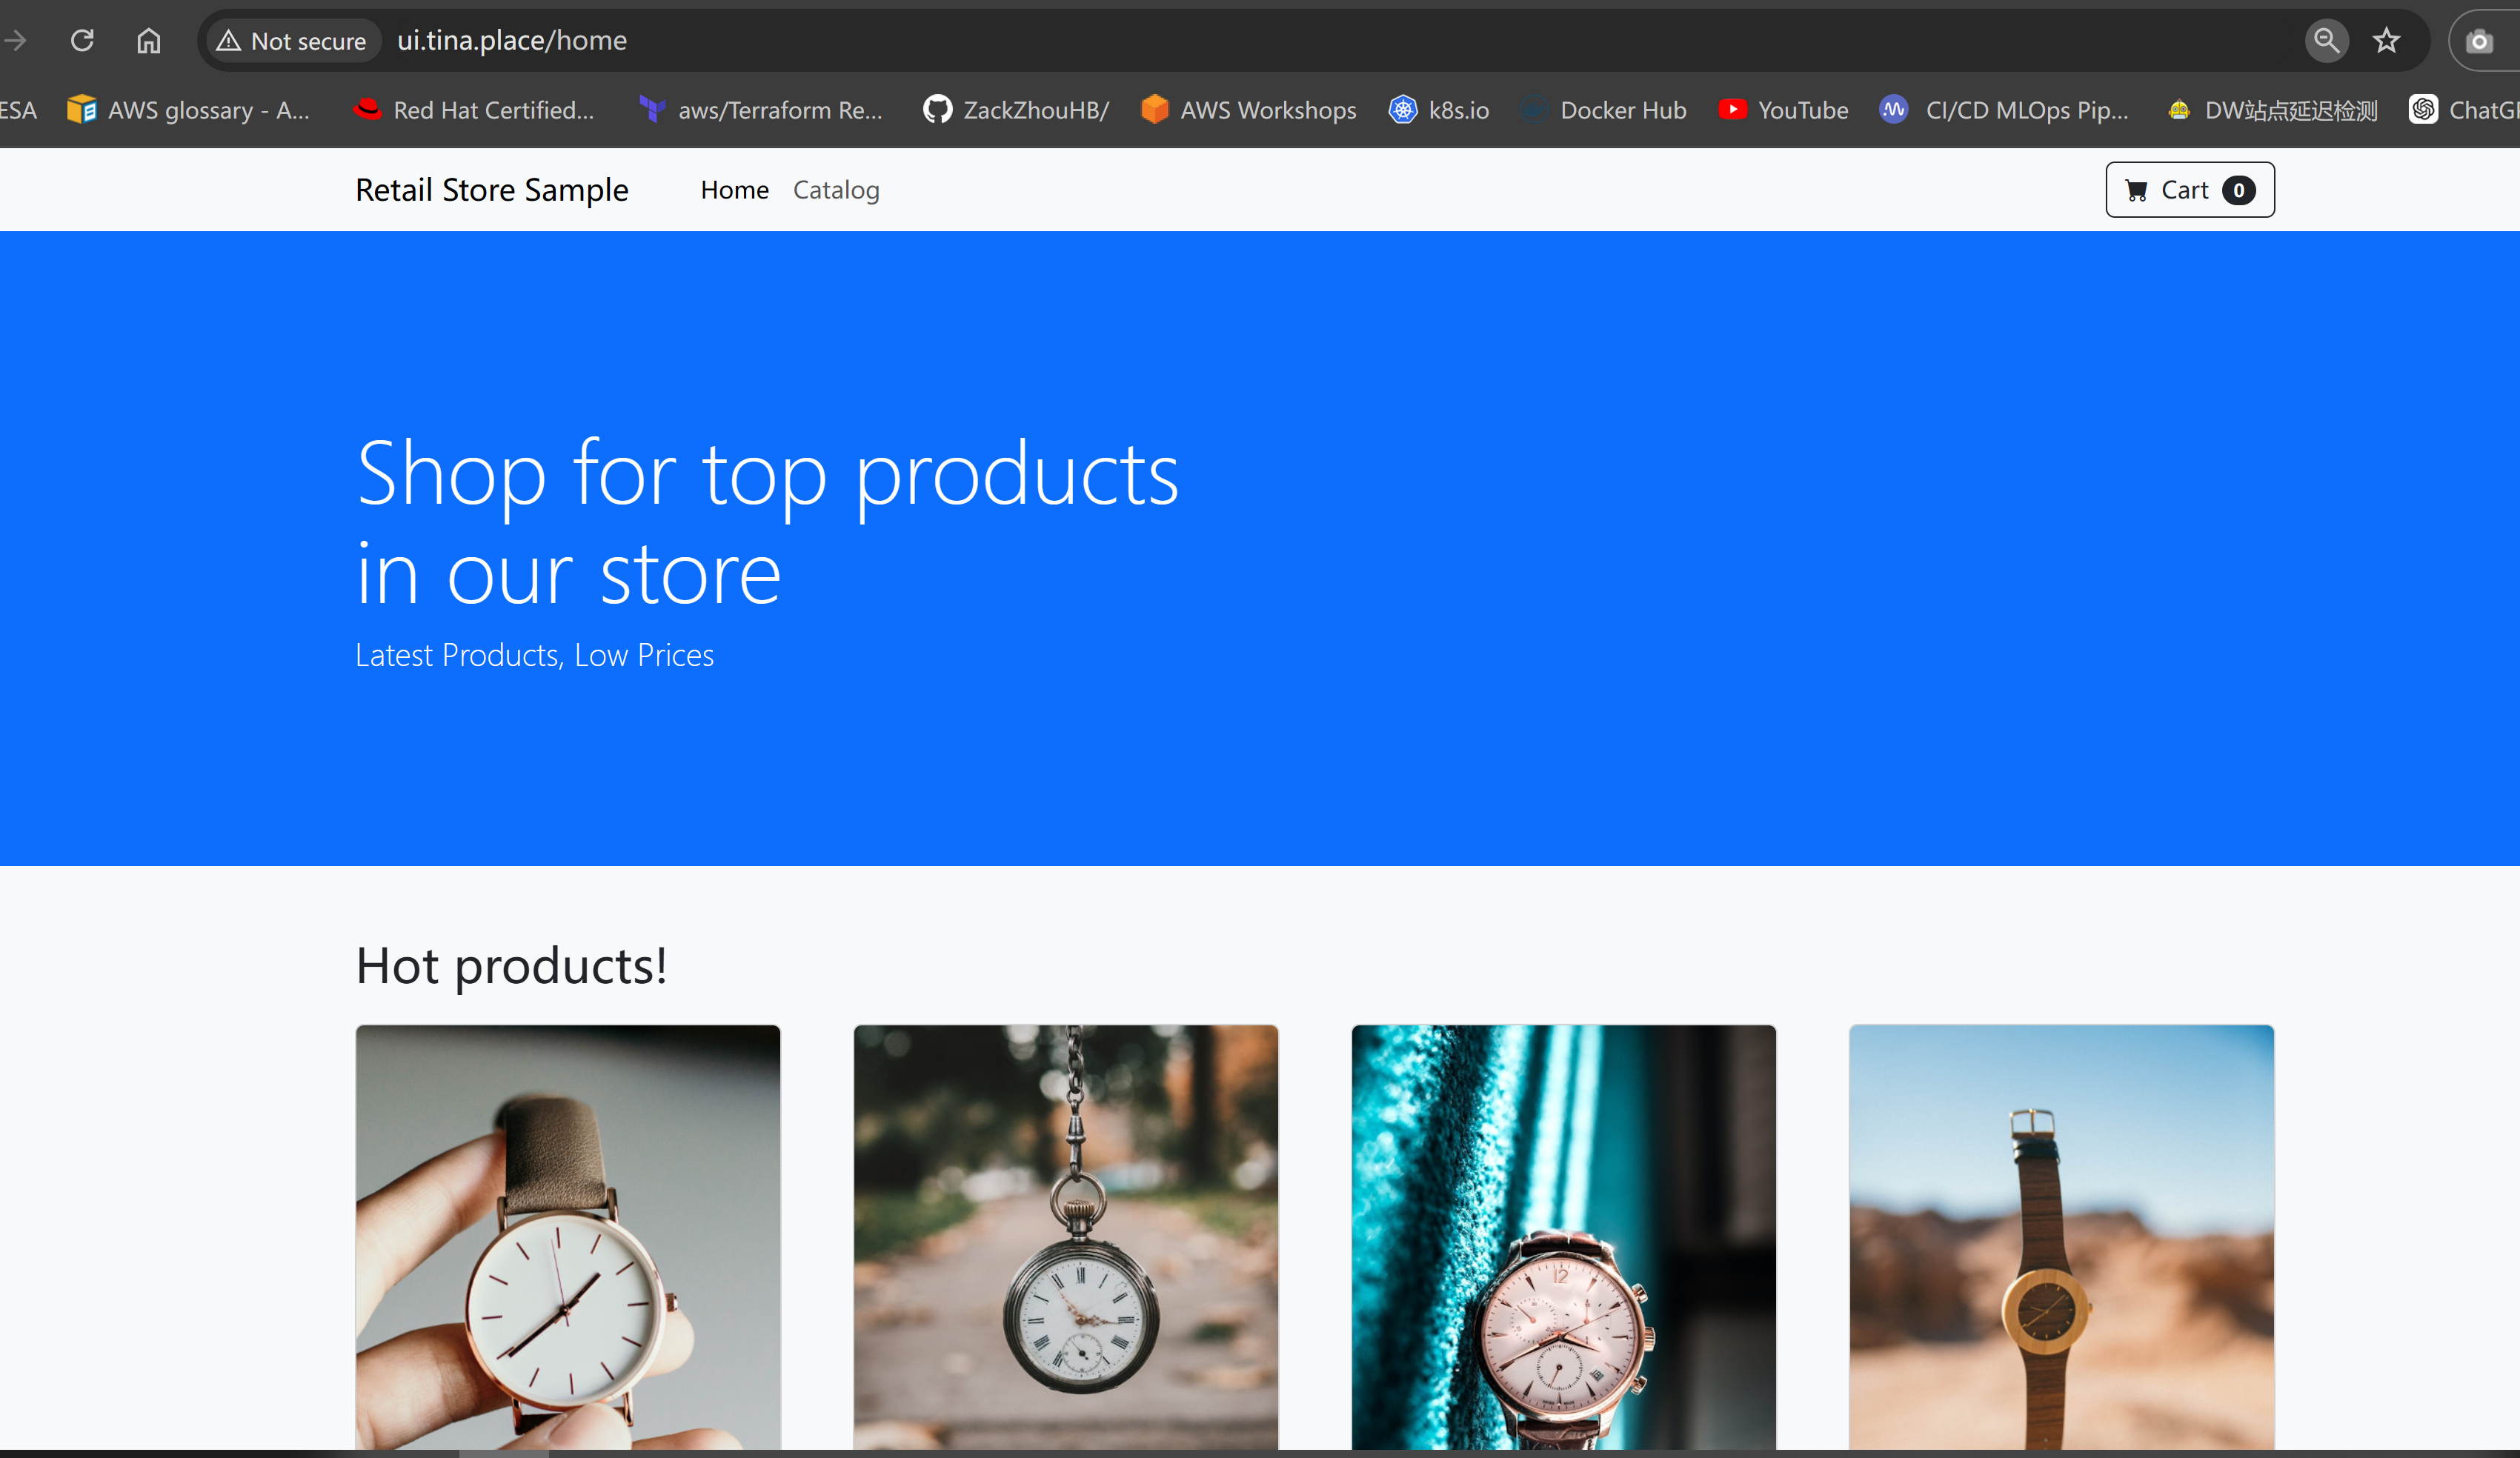 Not secure ui.tina.place/home
ESA AWS glossary - A... Red Hat Certified... aws/Terraform Re... ZackZhouHB/ AWS Workshops k8s.io Docker Hub YouTube CI/CD MLOps Pip... DW站点延迟检测 ChatG
Retail Store Sample Home Catalog Cart 0
Shop for top products
in our store
Latest Products, Low Prices
Hot products!
12